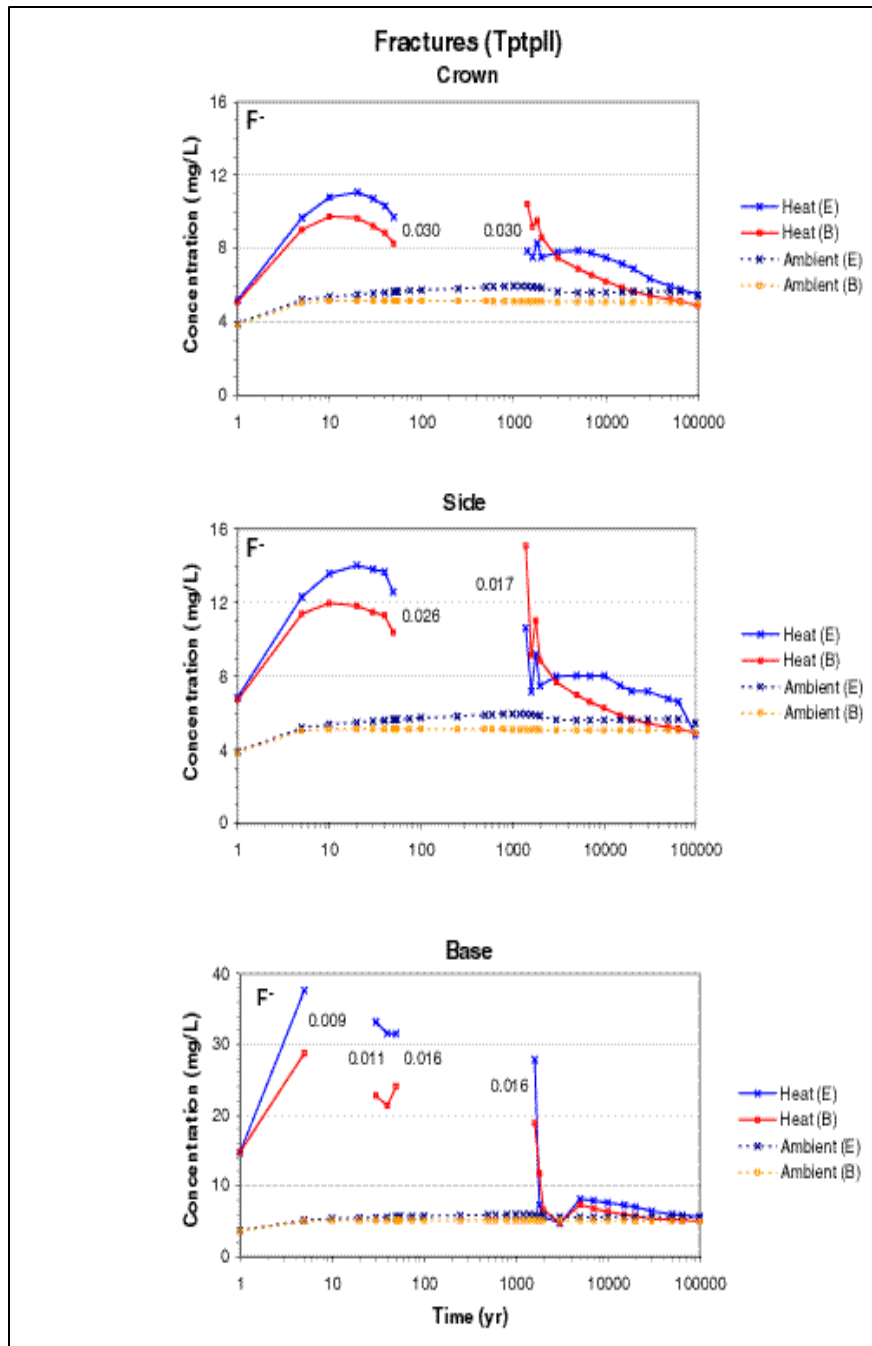 Fractures (Tptpll)
Crown
F-
Concentration (mg/L)
16
12
8
4
0
0.030
0.030
1
10
100
1000
10000
100000
Heat (E)
Heat (B)
Ambient (E)
Ambient (B)
Side
F-
Concentration (mg/L)
16
12
8
4
0
0.026
0.017
1
10
100
1000
10000
100000
Heat (E)
Heat (B)
Ambient (E)
Ambient (B)
Base
F-
Concentration (mg/L)
40
30
20
10
0
0.009
0.011
0.016
0.016
1
10
100
1000
10000
100000
Time (yr)
Heat (E)
Heat (B)
Ambient (E)
Ambient (B)